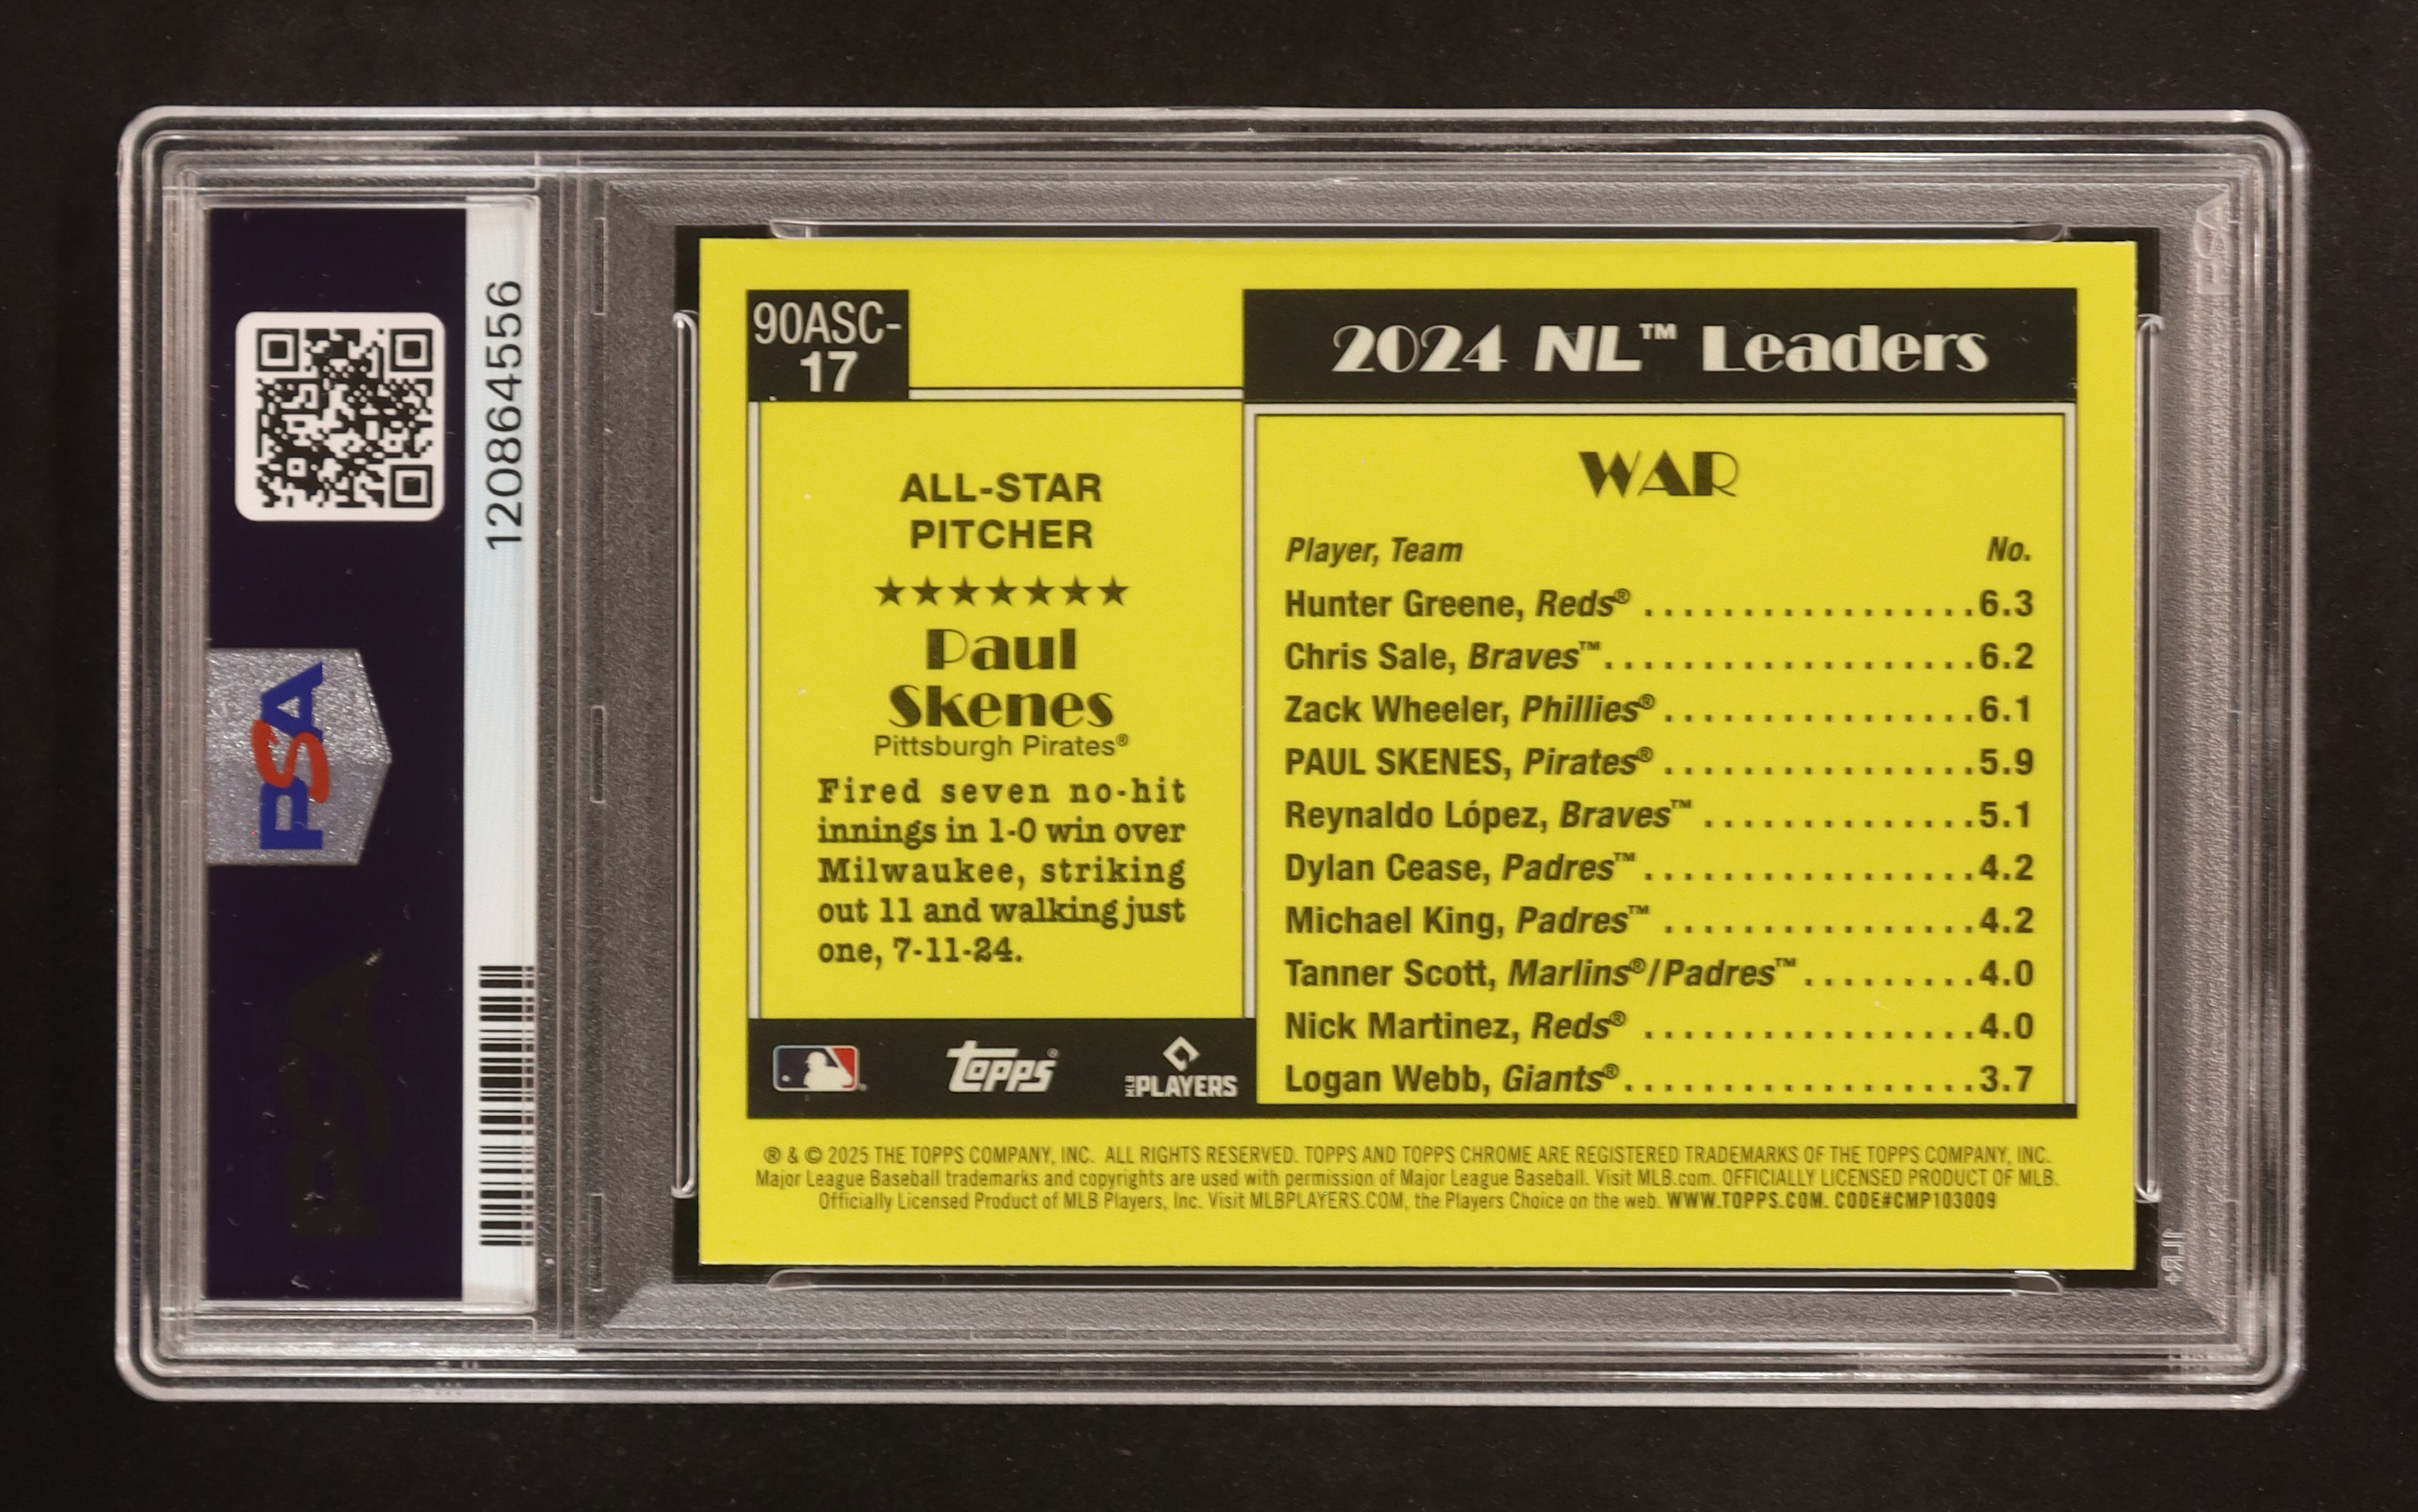 120864556
PSA
PSA
PSA
90ASC-
17
ALL-STAR
PITCHER
★★★★★★★
Paul
Skenes
Pittsburgh Pirates®
Fired seven no-hit
innings in 1-0 win over
Milwaukee, striking
out 11 and walking just
one, 7-11-24.
topps®
MLB PLAYERS
2024 NL™ Leaders
WAR
Player, Team No.
Hunter Greene, Reds® .................6.3
Chris Sale, Braves™...................6.2
Zack Wheeler, Phillies® ................6.1
PAUL SKENES, Pirates® ................5.9
Reynaldo López, Braves™ ..............5.1
Dylan Cease, Padres™ .................4.2
Michael King, Padres™ ................4.2
Tanner Scott, Marlins®/Padres™.........4.0
Nick Martinez, Reds® .................4.0
Logan Webb, Giants®..................3.7
® & © 2025 THE TOPPS COMPANY, INC. ALL RIGHTS RESERVED. TOPPS AND TOPPS CHROME ARE REGISTERED TRADEMARKS OF THE TOPPS COMPANY, INC.
Major League Baseball trademarks and copyrights are used with permission of Major League Baseball. Visit MLB.com. OFFICIALLY LICENSED PRODUCT OF MLB.
Officially Licensed Product of MLB Players, Inc. Visit MLBPLAYERS.COM, the Players Choice on the web. WWW.TOPPS.COM. CODE#CMP103009